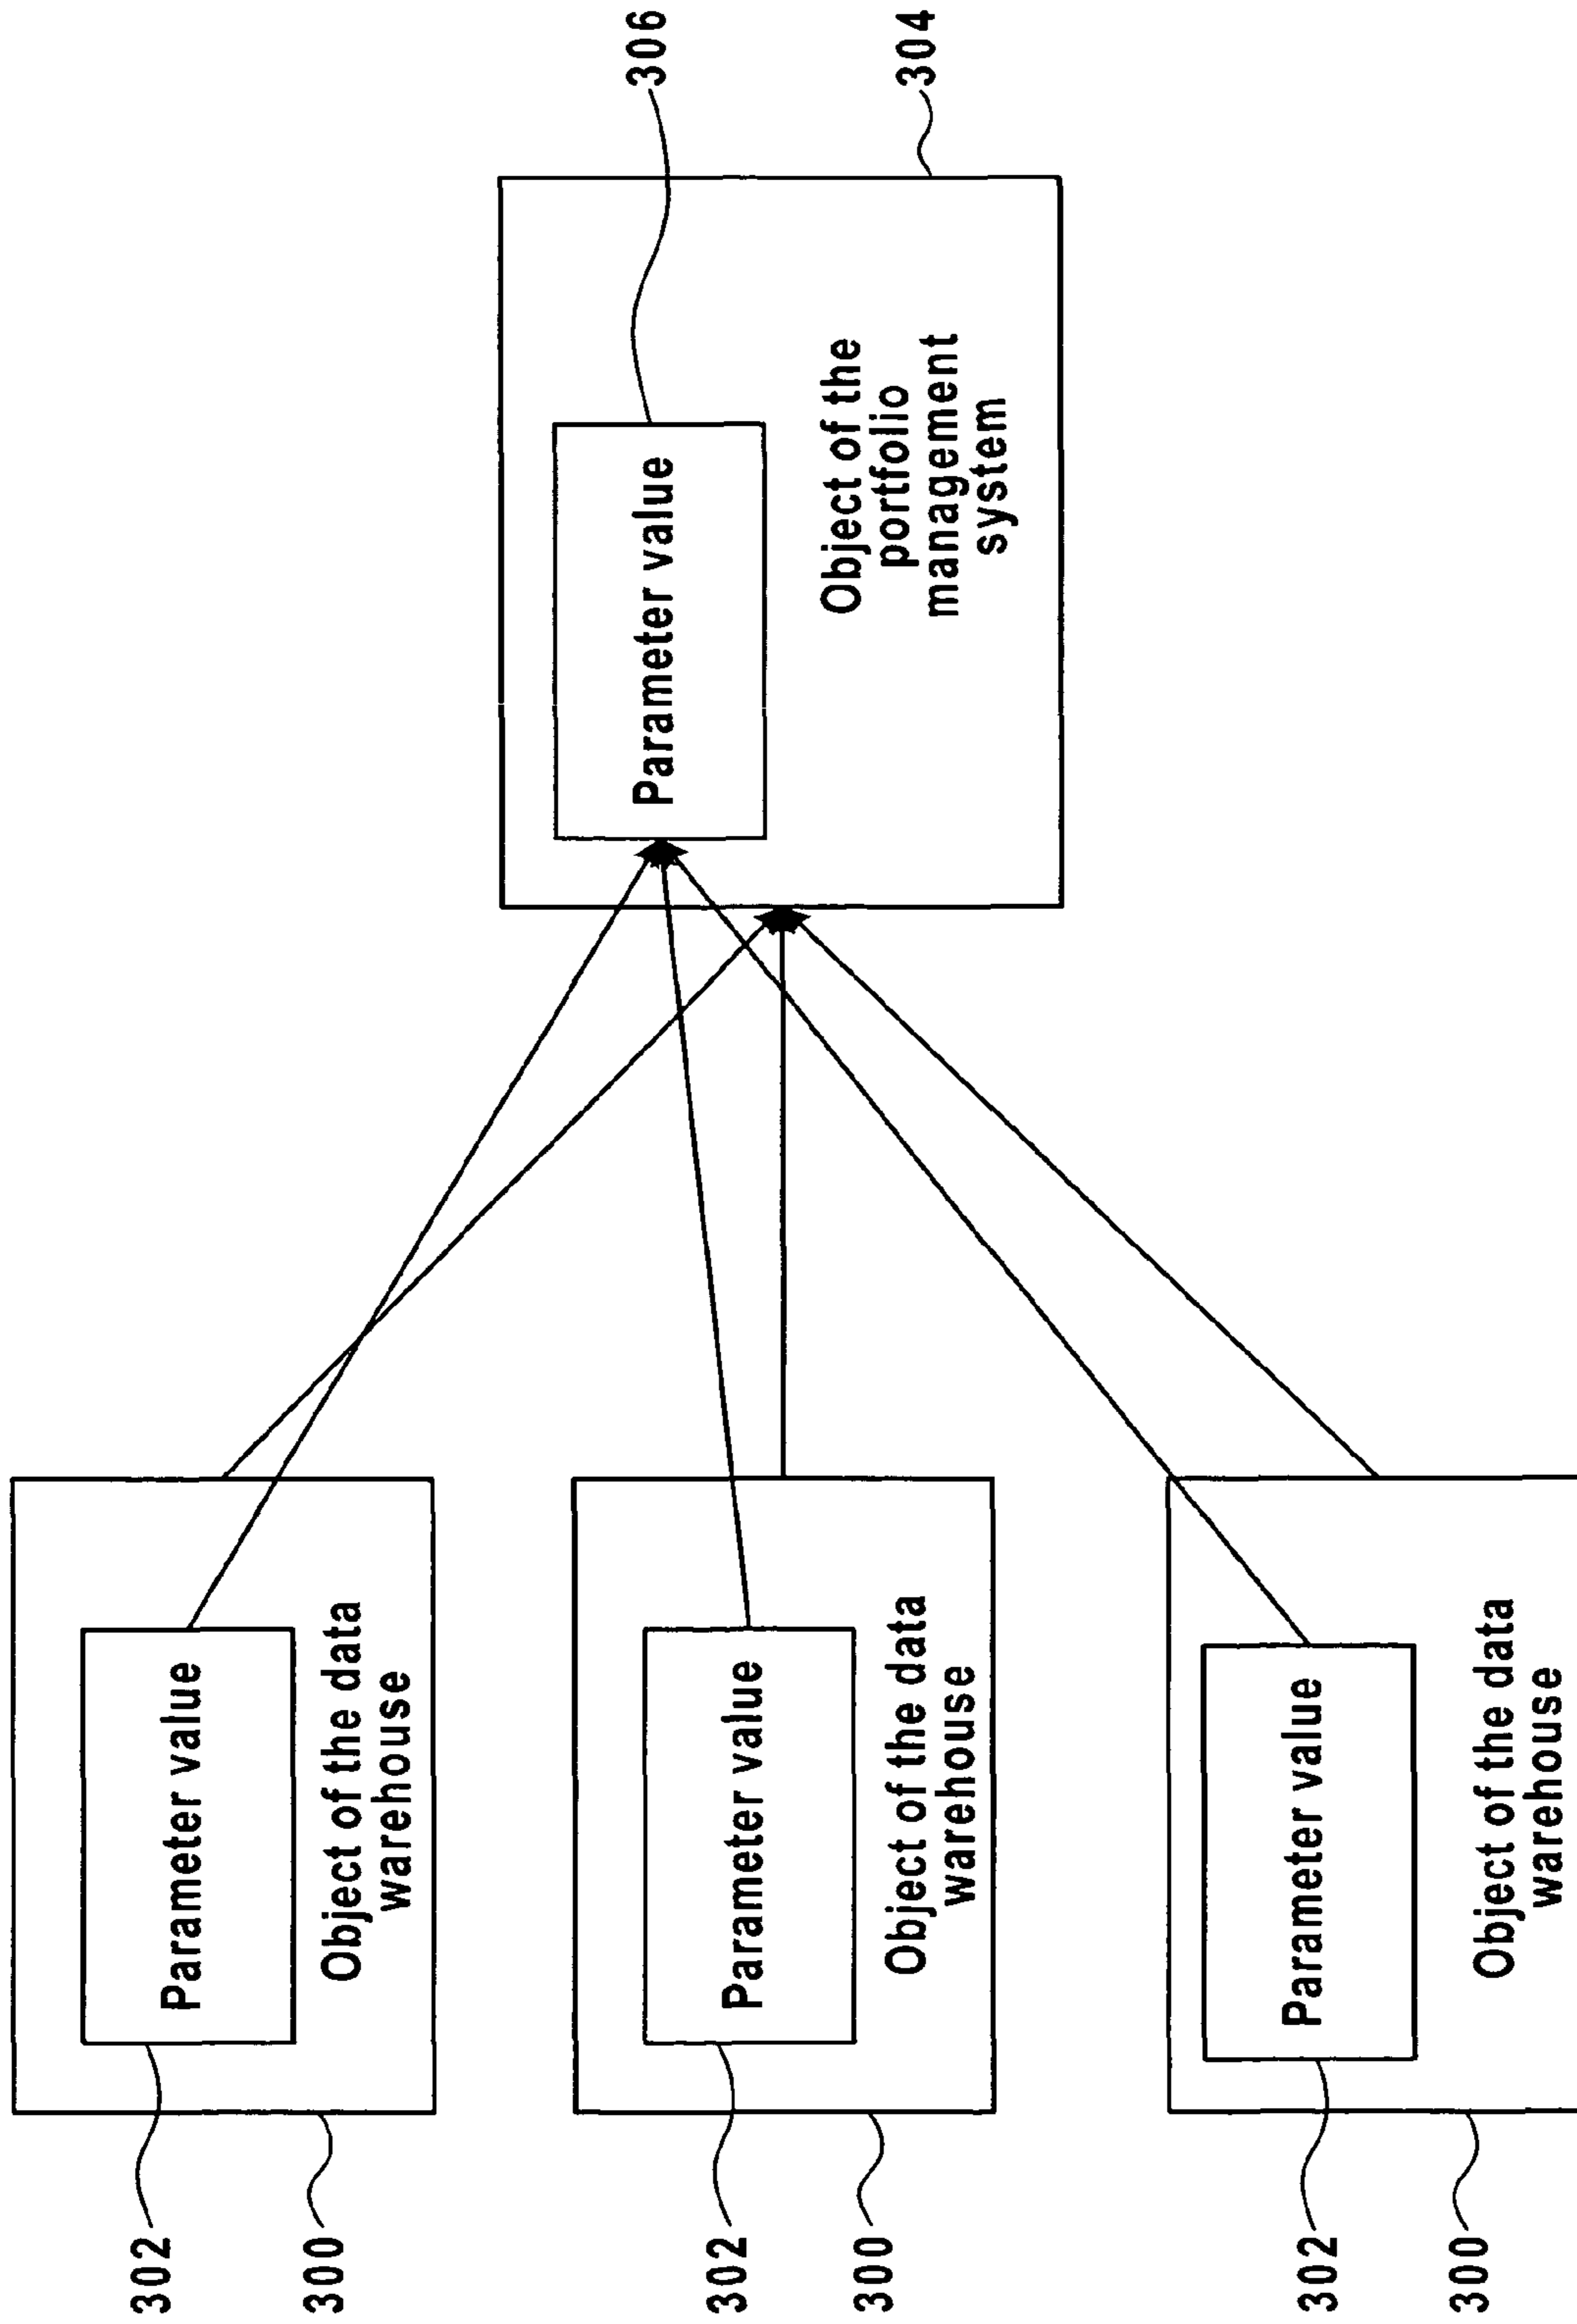 302
300
Parameter value
Object of the data
warehouse
302
300
Parameter value
Object of the data
warehouse
302
300
Parameter value
Object of the data
warehouse
Parameter value
Object of the
portfolio
management
system
306
304